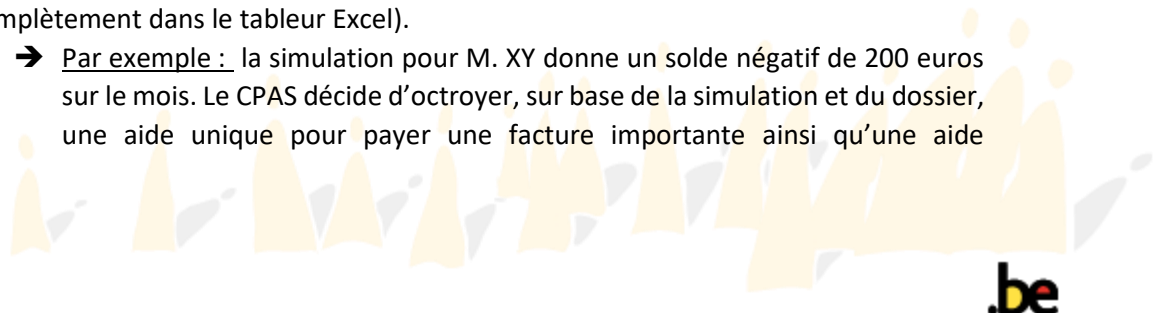 mplètement dans le tableur Excel).
➔ Par exemple : la simulation pour M. XY donne un solde négatif de 200 euros
sur le mois. Le CPAS décide d’octroyer, sur base de la simulation et du dossier,
une aide unique pour payer une facture importante ainsi qu’une aide
.be